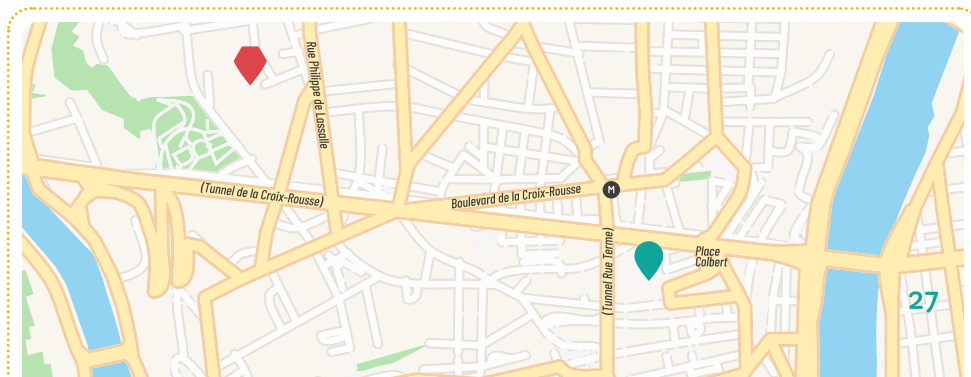 Rue Philippe de Lassalle
(Tunnel de la Croix-Rousse)
Boulevard de la Croix-Rousse
M
(Tunnel Rue Terme)
Place
Colbert
27